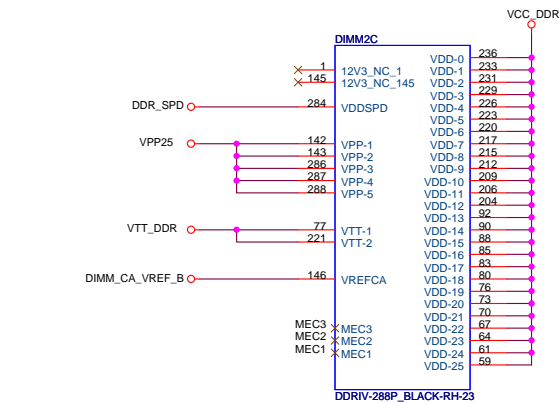 VCC_DDR
DIMM2C
1 12V3_NC_1
145 12V3_NC_145
DDR_SPD 284 VDDSPD
VPP25 142 VPP-1
143 VPP-2
286 VPP-3
287 VPP-4
288 VPP-5
VTT_DDR 77 VTT-1
221 VTT-2
DIMM_CA_VREF_B 146 VREFCA
MEC3 MEC3
MEC2 MEC2
MEC1 MEC1
VDD-0 236
VDD-1 233
VDD-2 231
VDD-3 229
VDD-4 226
VDD-5 223
VDD-6 220
VDD-7 217
VDD-8 215
VDD-9 212
VDD-10 209
VDD-11 206
VDD-12 204
VDD-13 92
VDD-14 90
VDD-15 88
VDD-16 85
VDD-17 83
VDD-18 80
VDD-19 76
VDD-20 73
VDD-21 70
VDD-22 67
VDD-23 64
VDD-24 61
VDD-25 59
DDRIV-288P_BLACK-RH-23